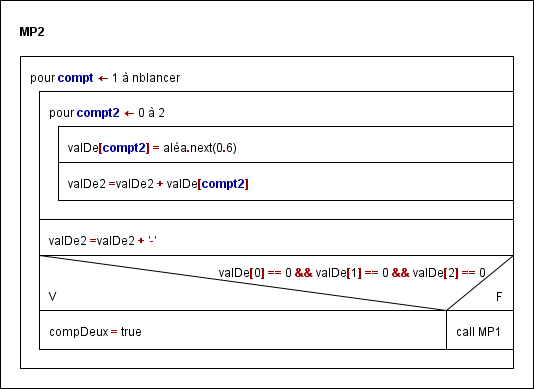 MP2
pour compt ← 1 à nblancer
pour compt2 ← 0 à 2
valDe[compt2] = aléa.next(0.6)
valDe2 =valDe2 + valDe[compt2]
valDe2 =valDe2 + '-'
valDe[0] == 0 && valDe[1] == 0 && valDe[2] == 0
V F
compDeux = true call MP1